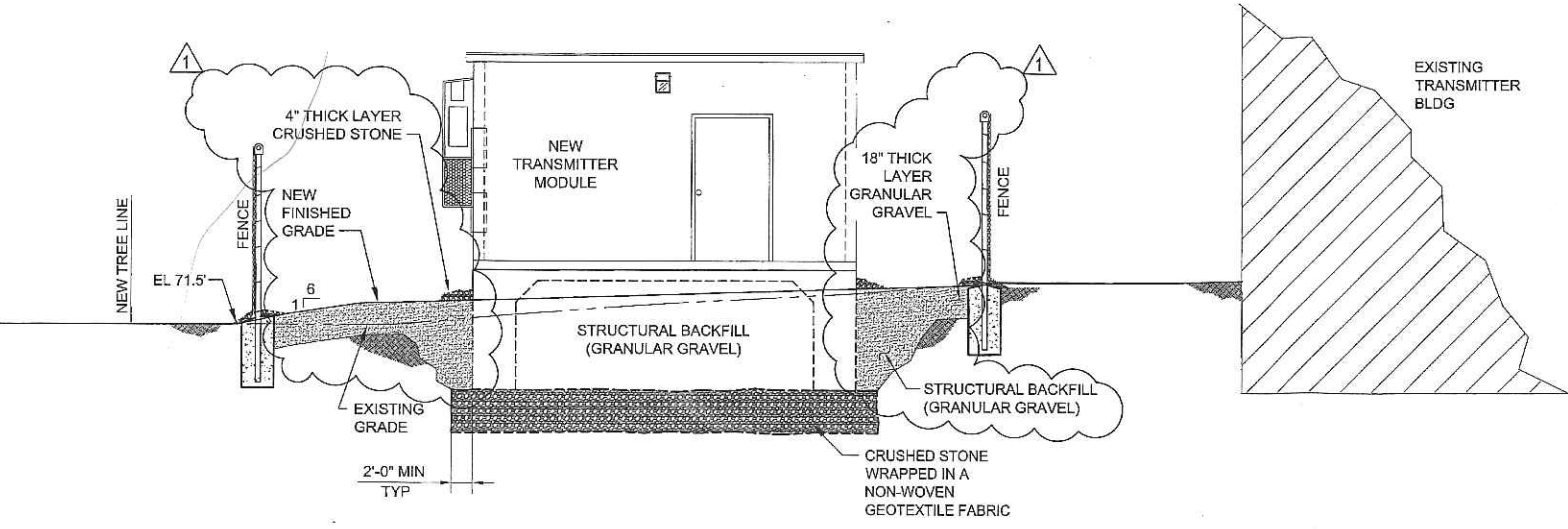 1
1
4" THICK LAYER
CRUSHED STONE
NEW
TRANSMITTER
MODULE
18" THICK
LAYER
GRANULAR
GRAVEL
EXISTING
TRANSMITTER
BLDG
NEW TREE LINE
FENCE
NEW
FINISHED
GRADE
FENCE
EL 71.5'
6
1
STRUCTURAL BACKFILL
(GRANULAR GRAVEL)
EXISTING
GRADE
STRUCTURAL BACKFILL
(GRANULAR GRAVEL)
2'-0" MIN
TYP
CRUSHED STONE
WRAPPED IN A
NON-WOVEN
GEOTEXTILE FABRIC